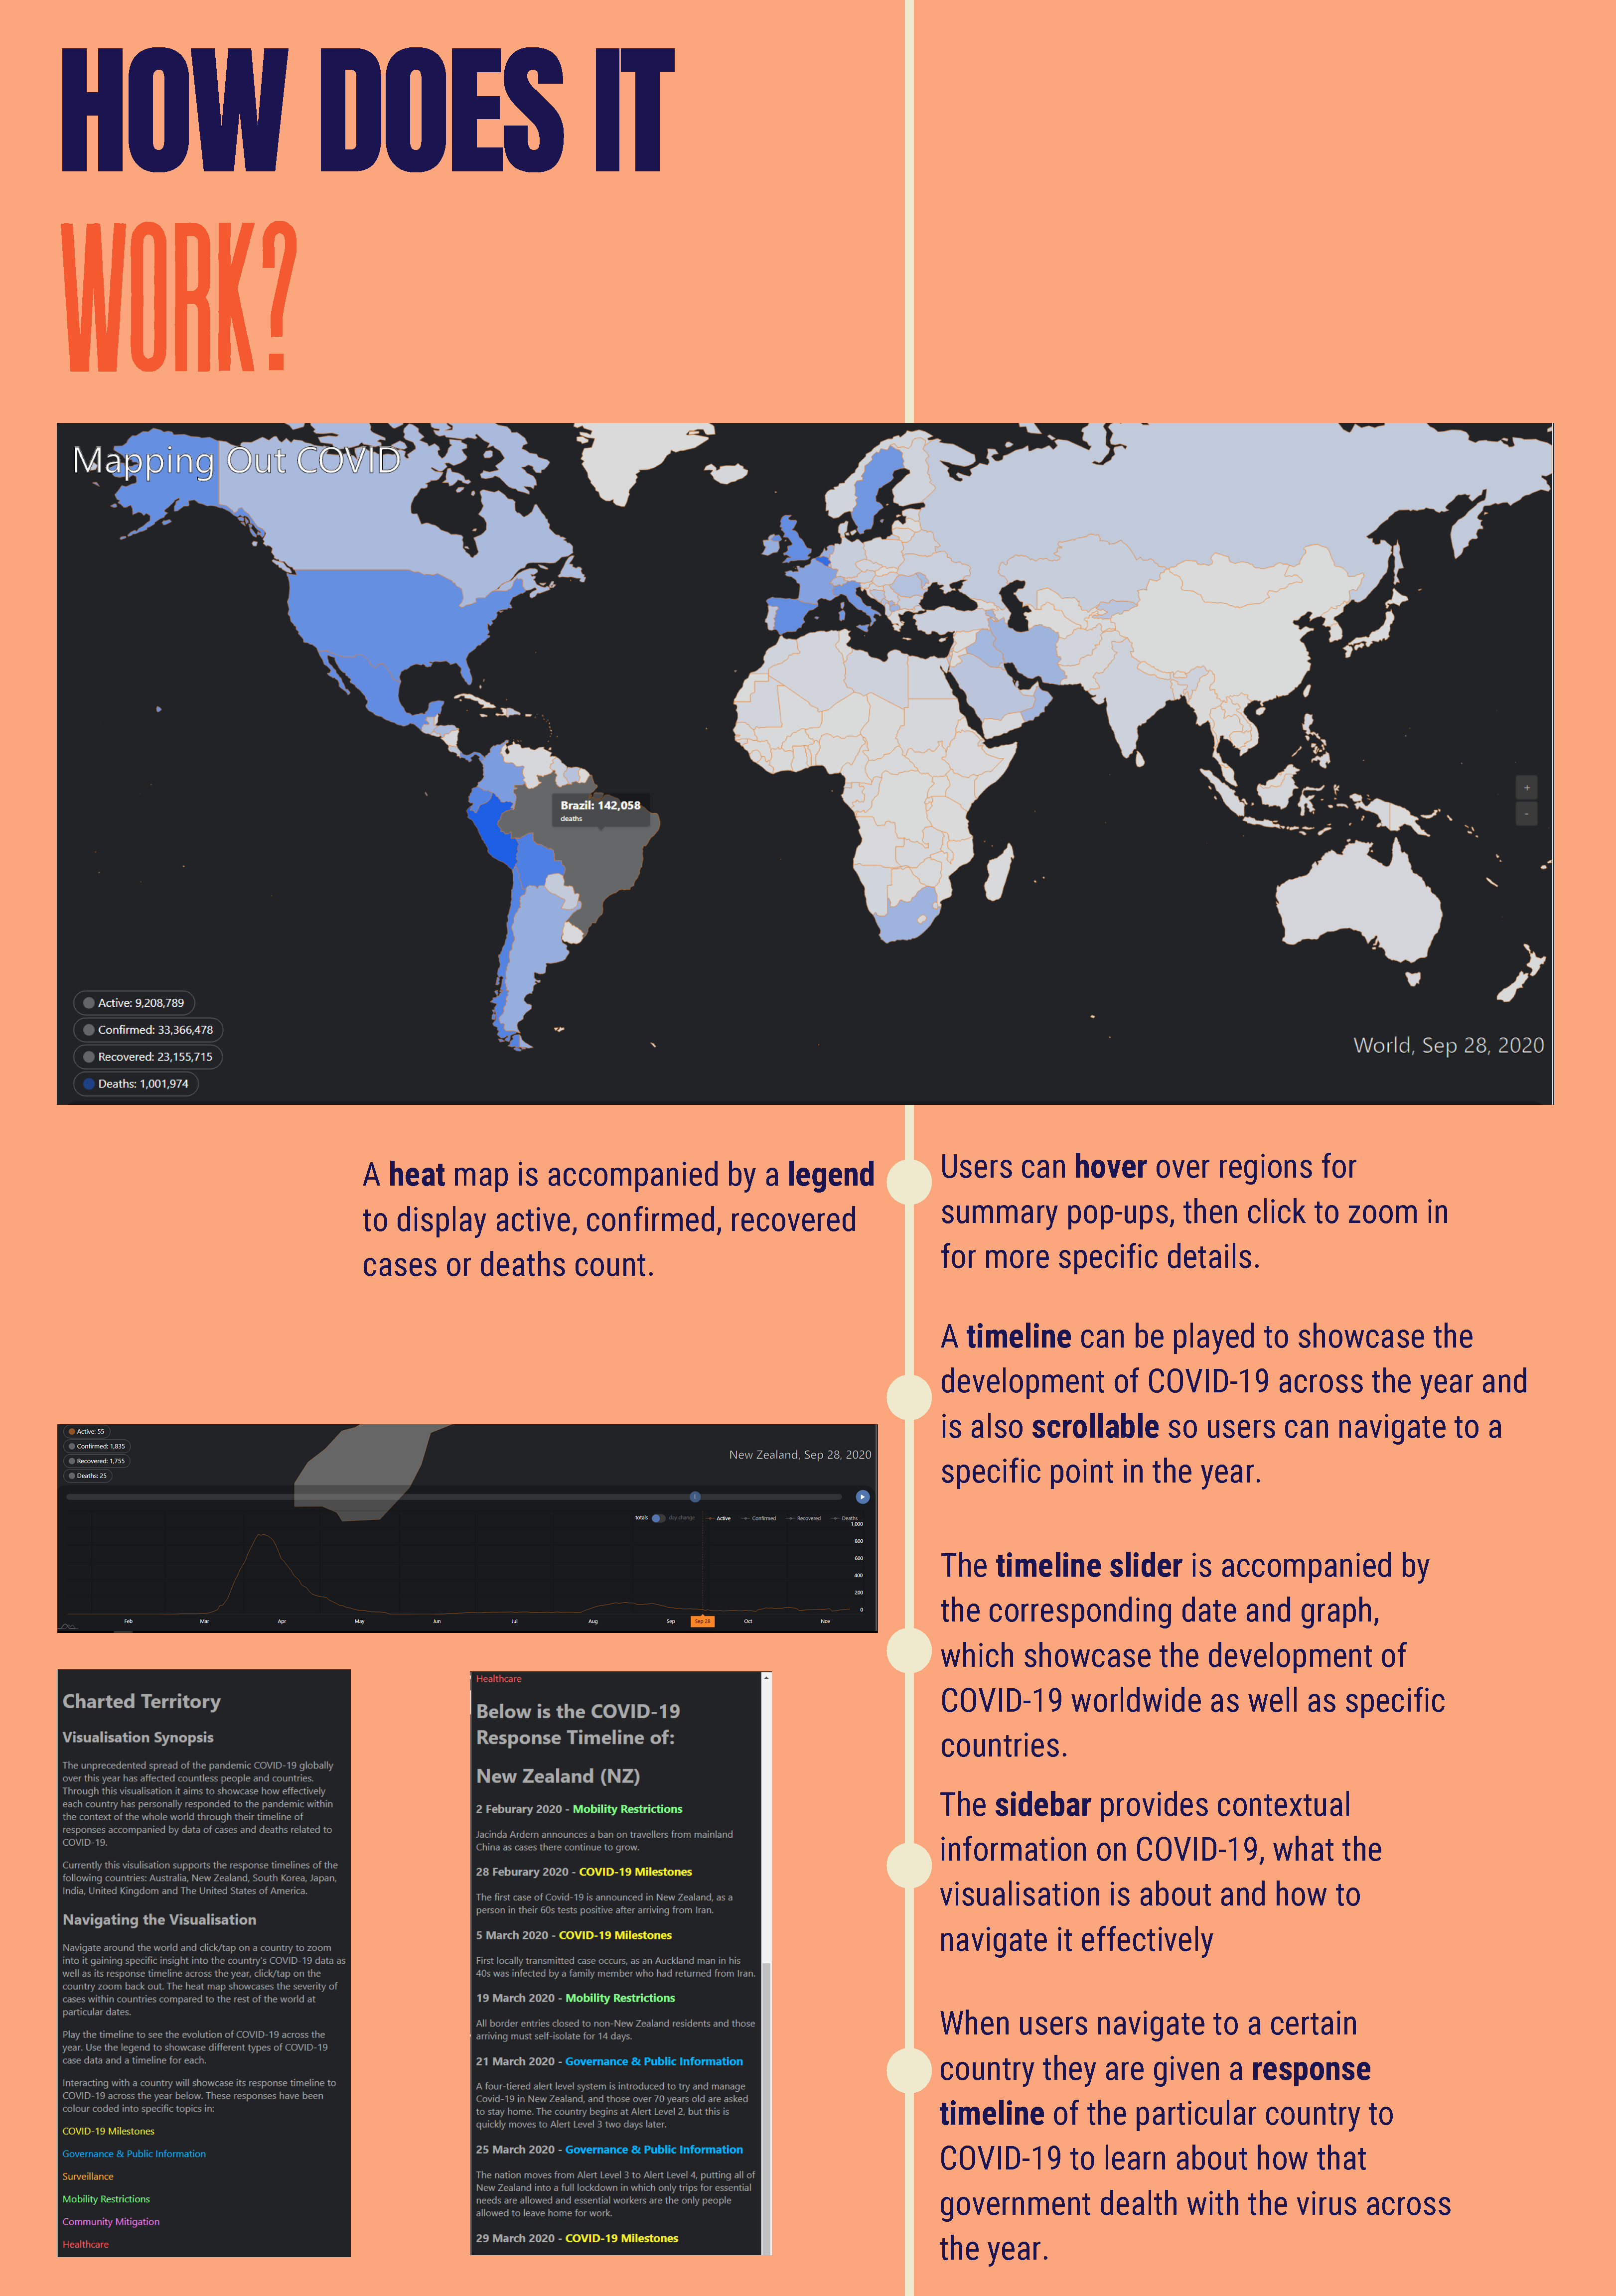 HOW DOES IT
WORK?
Mapping Out COVID
Brazil: 142,058
deaths
+
-
Active: 9,208,789
Confirmed: 33,366,478
Recovered: 23,155,715
Deaths: 1,001,974
World, Sep 28, 2020
A heat map is accompanied by a legend
to display active, confirmed, recovered
cases or deaths count.
Users can hover over regions for
summary pop-ups, then click to zoom in
for more specific details.
A timeline can be played to showcase the
development of COVID-19 across the year and
is also scrollable so users can navigate to a
specific point in the year.
Active: 55
Confirmed: 1,835
Recovered: 1,755
Deaths: 25
New Zealand, Sep 28, 2020
totals day change Active Confirmed Recovered Deaths
1,000
800
600
400
200
0
Feb Mar Apr May Jun Jul Aug Sep Sep 28 Oct Nov
The timeline slider is accompanied by
the corresponding date and graph,
which showcase the development of
COVID-19 worldwide as well as specific
countries.
Charted Territory
Visualisation Synopsis
The unprecedented spread of the pandemic COVID-19 globally
over this year has affected countless people and countries.
Through this visualisation it aims to showcase how effectively
each country has personally responded to the pandemic within
the context of the whole world through their timeline of
responses accompanied by data of cases and deaths related to
COVID-19.
Currently this visulisation supports the response timelines of the
following countries: Australia, New Zealand, South Korea, Japan,
India, United Kingdom and The United States of America.
Navigating the Visualisation
Navigate around the world and click/tap on a country to zoom
into it gaining specific insight into the country's COVID-19 data as
well as its response timeline across the year, click/tap on the
country zoom back out. The heat map showcases the severity of
cases within countries compared to the rest of the world at
particular dates.
Play the timeline to see the evolution of COVID-19 across the
year. Use the legend to showcase different types of COVID-19
case data and a timeline for each.
Interacting with a country will showcase its response timeline to
COVID-19 across the year below. These responses have been
colour coded into specific topics in:
COVID-19 Milestones
Governance & Public Information
Surveillance
Mobility Restrictions
Community Mitigation
Healthcare
Healthcare
Below is the COVID-19
Response Timeline of:
New Zealand (NZ)
2 Feburary 2020 - Mobility Restrictions
Jacinda Ardern announces a ban on travellers from mainland
China as cases there continue to grow.
28 Feburary 2020 - COVID-19 Milestones
The first case of Covid-19 is announced in New Zealand, as a
person in their 60s tests positive after arriving from Iran.
5 March 2020 - COVID-19 Milestones
First locally transmitted case occurs, as an Auckland man in his
40s was infected by a family member who had returned from Iran.
19 March 2020 - Mobility Restrictions
All border entries closed to non-New Zealand residents and those
arriving must self-isolate for 14 days.
21 March 2020 - Governance & Public Information
A four-tiered alert level system is introduced to try and manage
Covid-19 in New Zealand, and those over 70 years old are asked
to stay home. The country begins at Alert Level 2, but this is
quickly moves to Alert Level 3 two days later.
25 March 2020 - Governance & Public Information
The nation moves from Alert Level 3 to Alert Level 4, putting all of
New Zealand into a full lockdown in which only trips for essential
needs are allowed and essential workers are the only people
allowed to leave home for work.
29 March 2020 - COVID-19 Milestones
The sidebar provides contextual
information on COVID-19, what the
visualisation is about and how to
navigate it effectively
When users navigate to a certain
country they are given a response
timeline of the particular country to
COVID-19 to learn about how that
government dealth with the virus across
the year.